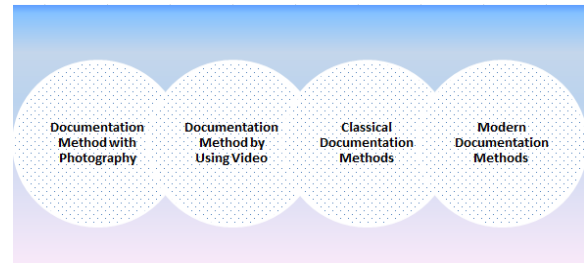 Documentation
Method with
Photography
Documentation
Method by
Using Video
Classical
Documentation
Methods
Modern
Documentation
Methods